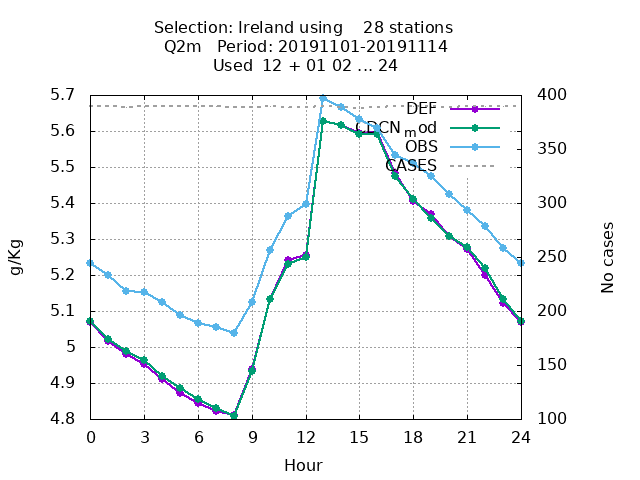 Selection: Ireland using    28 stations
Q2m   Period: 20191101-20191114
Used  12 + 01 02 ... 24
5.7
5.6
5.5
5.4
5.3
5.2
5.1
5
4.9
4.8
g/Kg
400
350
300
250
200
150
100
No cases
DEF
CDCN_mod
OBS
CASES
0 3 6 9 12 15 18 21 24
Hour